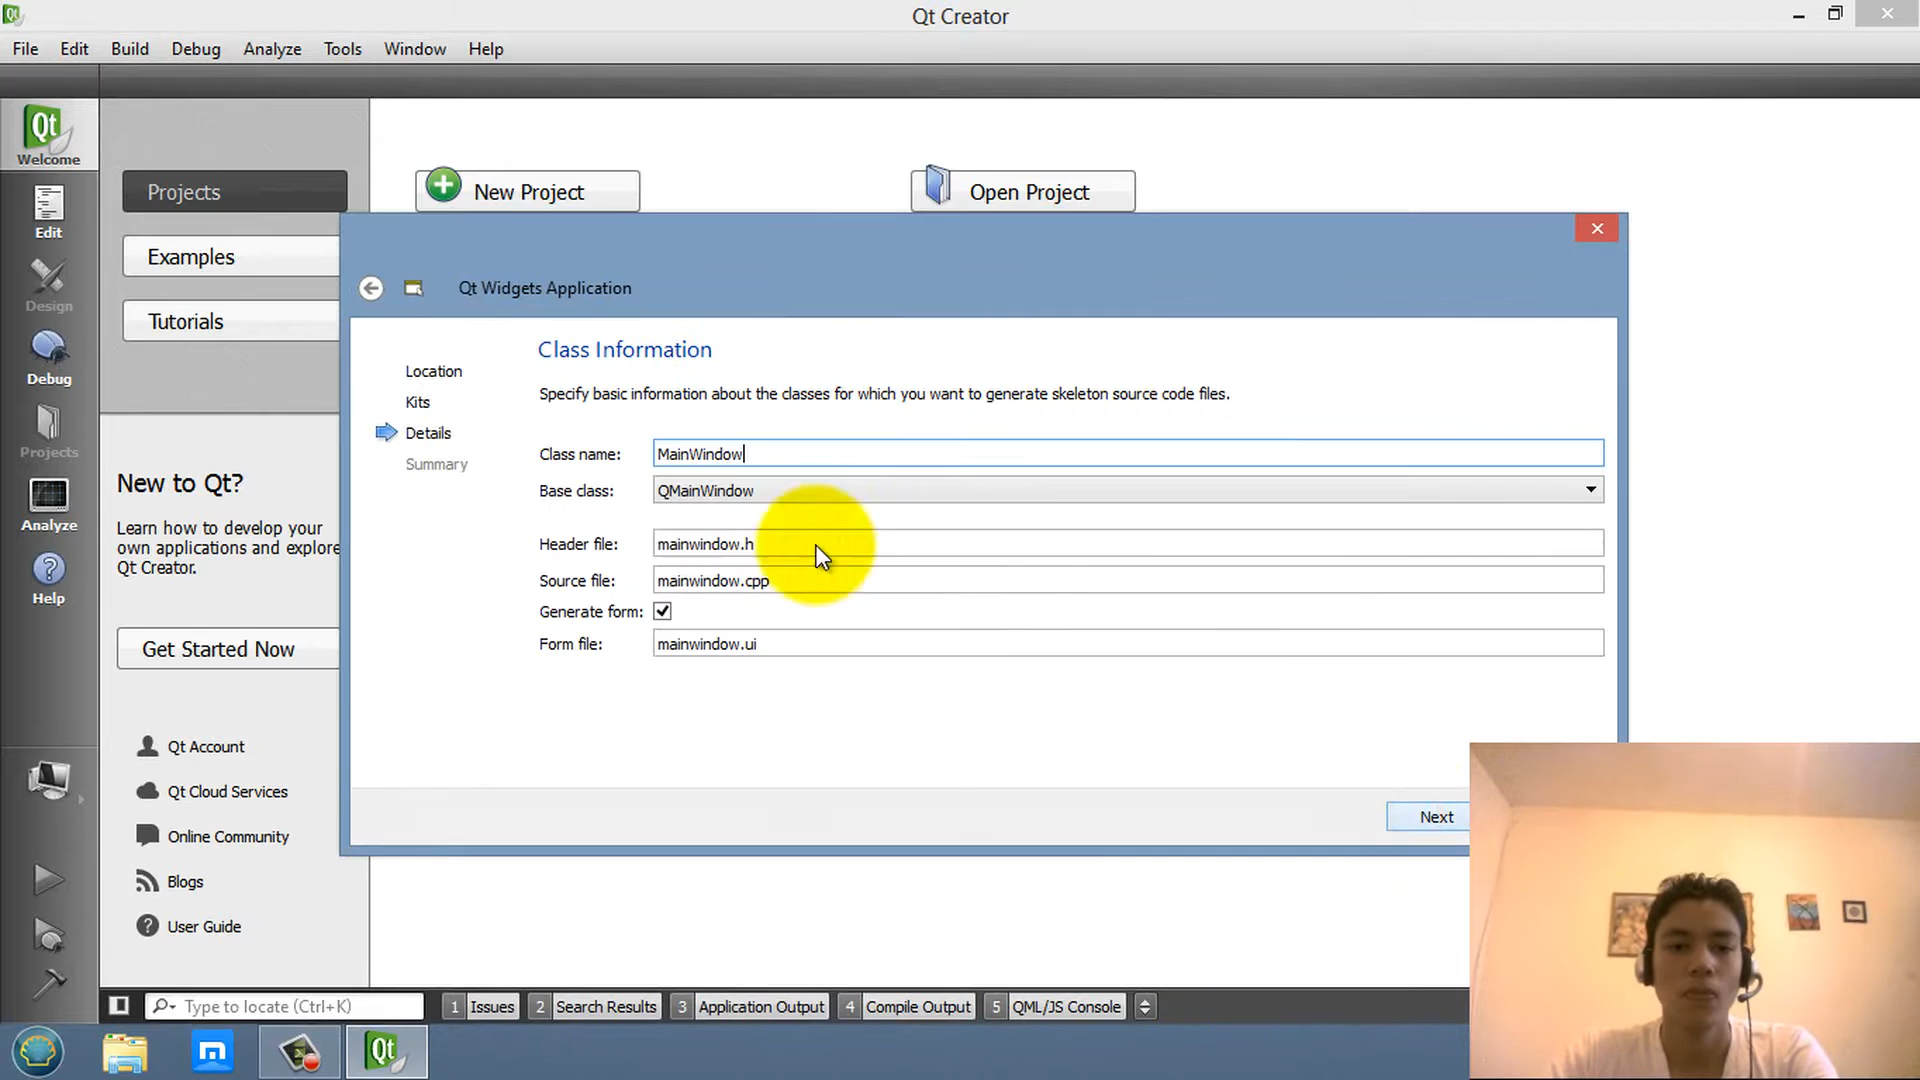 Qt Creator
File Edit Build Debug Analyze Tools Window Help
Qt
Welcome
Projects
New Project
Open Project
Edit
Examples
Qt Widgets Application
Design
Tutorials
Class Information
Location
Debug
Specify basic information about the classes for which you want to generate skeleton source code files.
Kits
Details
Class name: MainWindow
Projects
Summary
New to Qt?
Base class: QMainWindow
Analyze
Learn how to develop your
own applications and explore
Qt Creator.
Header file: mainwindow.h
Source file: mainwindow.cpp
Help
Generate form:
Get Started Now
Form file: mainwindow.ui
Qt Account
Qt Cloud Services
Next
Online Community
Blogs
User Guide
Type to locate (Ctrl+K)
1 Issues 2 Search Results 3 Application Output 4 Compile Output 5 QML/JS Console
Qt